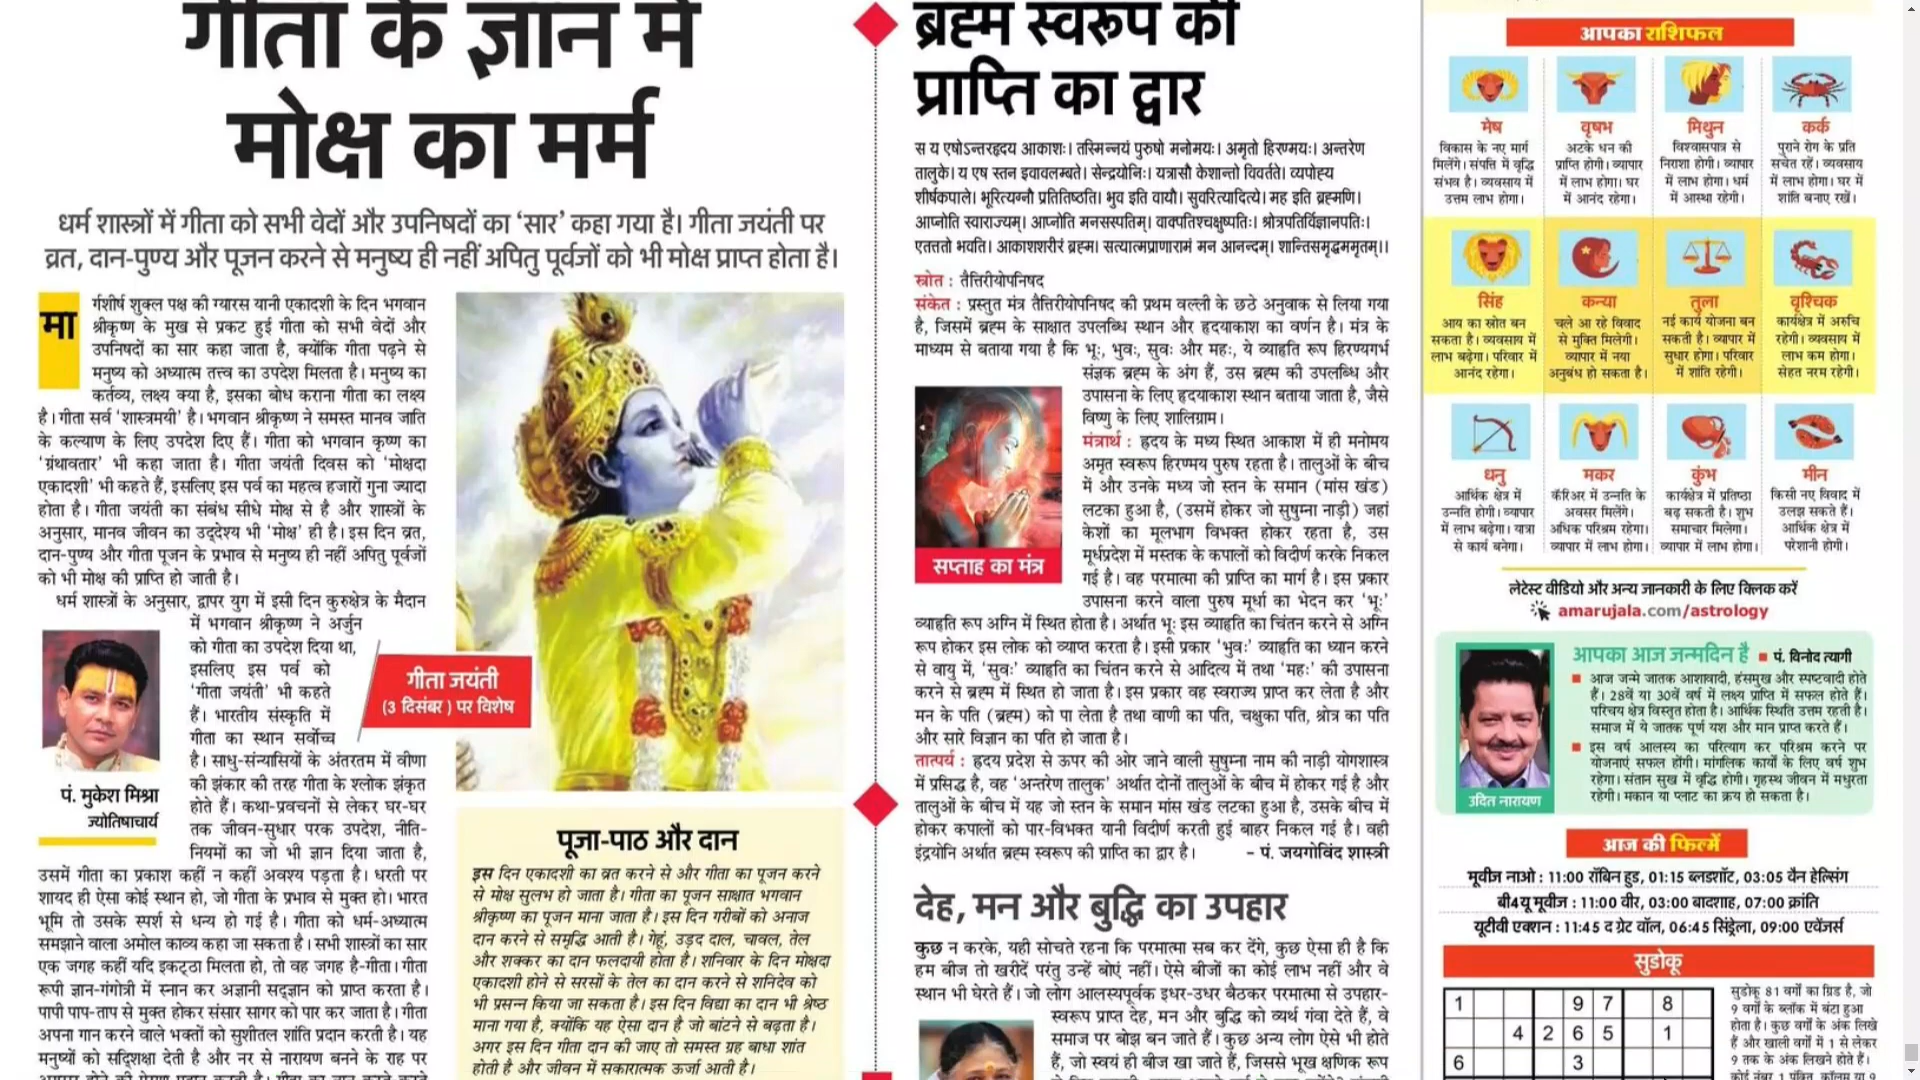 गीता के ज्ञान में
मोक्ष का मर्म
धर्म शास्त्रों में गीता को सभी वेदों और उपनिषदों का ‘सार’ कहा गया है। गीता जयंती पर
व्रत, दान-पुण्य और पूजन करने से मनुष्य ही नहीं अपितु पूर्वजों को भी मोक्ष प्राप्त होता है।
मा
र्गशीर्ष शुक्ल पक्ष की ग्यारस यानी एकादशी के दिन भगवान
श्रीकृष्ण के मुख से प्रकट हुई गीता को सभी वेदों और
उपनिषदों का सार कहा जाता है, क्योंकि गीता पढ़ने से
मनुष्य को अध्यात्म तत्त्व का उपदेश मिलता है। मनुष्य का
कर्तव्य, लक्ष्य क्या है, इसका बोध कराना गीता का लक्ष्य
है। गीता सर्व ‘शास्त्रमयी’ है। भगवान श्रीकृष्ण ने समस्त मानव जाति
के कल्याण के लिए उपदेश दिए हैं। गीता को भगवान कृष्ण का
‘ग्रंथावतार’ भी कहा जाता है। गीता जयंती दिवस को ‘मोक्षदा
एकादशी’ भी कहते हैं, इसलिए इस पर्व का महत्व हजारों गुना ज्यादा
होता है। गीता जयंती का संबंध सीधे मोक्ष से है और शास्त्रों के
अनुसार, मानव जीवन का उद्देश्य भी ‘मोक्ष’ ही है। इस दिन व्रत,
दान-पुण्य और गीता पूजन के प्रभाव से मनुष्य ही नहीं अपितु पूर्वजों
को भी मोक्ष की प्राप्ति हो जाती है।
धर्म शास्त्रों के अनुसार, द्वापर युग में इसी दिन कुरुक्षेत्र के मैदान
में भगवान श्रीकृष्ण ने अर्जुन
को गीता का उपदेश दिया था,
इसलिए इस पर्व को
‘गीता जयंती’ भी कहते
हैं। भारतीय संस्कृति में
गीता का स्थान सर्वोच्च
है। साधु-संन्यासियों के अंतरतम में वीणा
की झंकार की तरह गीता के श्लोक झंकृत
होते हैं। कथा-प्रवचनों से लेकर घर-घर
तक जीवन-सुधार परक उपदेश, नीति-
नियमों का जो भी ज्ञान दिया जाता है,
उसमें गीता का प्रकाश कहीं न कहीं अवश्य पड़ता है। धरती पर
शायद ही ऐसा कोई स्थान हो, जो गीता के प्रभाव से मुक्त हो। भारत
भूमि तो उसके स्पर्श से धन्य हो गई है। गीता को धर्म-अध्यात्म
समझाने वाला अमोल काव्य कहा जा सकता है। सभी शास्त्रों का सार
एक जगह कहीं यदि इकट्ठा मिलता हो, तो वह जगह है-गीता। गीता
रूपी ज्ञान-गंगोत्री में स्नान कर अज्ञानी सद्ज्ञान को प्राप्त करता है।
पापी पाप-ताप से मुक्त होकर संसार सागर को पार कर जाता है। गीता
अपना गान करने वाले भक्तों को सुशीतल शांति प्रदान करती है। यह
मनुष्यों को सद्शिक्षा देती है और नर से नारायण बनने के राह पर
पं. मुकेश मिश्रा
ज्योतिषाचार्य
गीता जयंती
(3 दिसंबर ) पर विशेष
पूजा-पाठ और दान
इस दिन एकादशी का व्रत करने से और गीता का पूजन करने
से मोक्ष सुलभ हो जाता है। गीता का पूजन साक्षात भगवान
श्रीकृष्ण का पूजन माना जाता है। इस दिन गरीबों को अनाज
दान करने से समृद्धि आती है। गेहूं, उड़द दाल, चावल, तेल
और शक्कर का दान फलदायी होता है। शनिवार के दिन मोक्षदा
एकादशी होने से सरसों के तेल का दान करने से शनिदेव को
भी प्रसन्न किया जा सकता है। इस दिन विद्या का दान भी श्रेष्ठ
माना गया है, क्योंकि यह ऐसा दान है जो बांटने से बढ़ता है।
अगर इस दिन गीता दान की जाए तो समस्त ग्रह बाधा शांत
होती है और जीवन में सकारात्मक ऊर्जा आती है।
ब्रह्म स्वरूप की
प्राप्ति का द्वार
स य एषोऽन्तरहृदय आकाशः। तस्मिन्नयं पुरुषो मनोमयः। अमृतो हिरण्मयः। अन्तरेण
तालुके। य एष स्तन इवावलम्बते। सेन्द्रयोनिः। यत्रासौ केशान्तो विवर्तते। व्यपोह्य
शीर्षकपाले। भूरित्यग्नौ प्रतितिष्ठति। भुव इति वायौ। सुवरित्यादित्ये। मह इति ब्रह्मणि।
आप्नोति स्वाराज्यम्। आप्नोति मनसस्पतिम्। वाक्पतिश्चक्षुष्पतिः। श्रोत्रपतिर्विज्ञानपतिः।
एतत्ततो भवति। आकाशशरीरं ब्रह्म। सत्यात्मप्राणारामं मन आनन्दम्। शान्तिसमृद्धममृतम्।।
स्त्रोत : तैत्तिरीयोपनिषद
संकेत : प्रस्तुत मंत्र तैत्तिरीयोपनिषद की प्रथम वल्ली के छठे अनुवाक से लिया गया
है, जिसमें ब्रह्म के साक्षात उपलब्धि स्थान और हृदयाकाश का वर्णन है। मंत्र के
माध्यम से बताया गया है कि भूः, भुवः, सुवः और महः, ये व्याहृति रूप हिरण्यगर्भ
संज्ञक ब्रह्म के अंग हैं, उस ब्रह्म की उपलब्धि और
उपासना के लिए हृदयाकाश स्थान बताया जाता है, जैसे
विष्णु के लिए शालिग्राम।
मंत्रार्थ : हृदय के मध्य स्थित आकाश में ही मनोमय
अमृत स्वरूप हिरण्मय पुरुष रहता है। तालुओं के बीच
में और उनके मध्य जो स्तन के समान (मांस खंड)
लटका हुआ है, (उसमें होकर जो सुषुम्ना नाड़ी) जहां
केशों का मूलभाग विभक्त होकर रहता है, उस
मूर्धप्रदेश में मस्तक के कपालों को विदीर्ण करके निकल
गई है। वह परमात्मा की प्राप्ति का मार्ग है। इस प्रकार
उपासना करने वाला पुरुष मूर्धा का भेदन कर ‘भूः’
व्याहृति रूप अग्नि में स्थित होता है। अर्थात भूः इस व्याहृति का चिंतन करने से अग्नि
रूप होकर इस लोक को व्याप्त करता है। इसी प्रकार ‘भुवः’ व्याहृति का ध्यान करने
से वायु में, ‘सुवः’ व्याहृति का चिंतन करने से आदित्य में तथा ‘महः’ की उपासना
करने से ब्रह्म में स्थित हो जाता है। इस प्रकार वह स्वराज्य प्राप्त कर लेता है और
मन के पति (ब्रह्म) को पा लेता है तथा वाणी का पति, चक्षुका पति, श्रोत्र का पति
और सारे विज्ञान का पति हो जाता है।
तात्पर्य : हृदय प्रदेश से ऊपर की ओर जाने वाली सुषुम्ना नाम की नाड़ी योगशास्त्र
में प्रसिद्ध है, वह ‘अन्तरेण तालुक’ अर्थात दोनों तालुओं के बीच में होकर गई है और
तालुओं के बीच में यह जो स्तन के समान मांस खंड लटका हुआ है, उसके बीच में
होकर कपालों को पार-विभक्त यानी विदीर्ण करती हुई बाहर निकल गई है। वही
इंद्रयोनि अर्थात ब्रह्म स्वरूप की प्राप्ति का द्वार है। - पं. जयगोविंद शास्त्री
सप्ताह का मंत्र
देह, मन और बुद्धि का उपहार
कुछ न करके, यही सोचते रहना कि परमात्मा सब कर देंगे, कुछ ऐसा ही है कि
हम बीज तो खरीदें परंतु उन्हें बोएं नहीं। ऐसे बीजों का कोई लाभ नहीं और वे
स्थान भी घेरते हैं। जो लोग आलस्यपूर्वक इधर-उधर बैठकर परमात्मा से उपहार-
स्वरूप प्राप्त देह, मन और बुद्धि को व्यर्थ गंवा देते हैं, वे
समाज पर बोझ बन जाते हैं। कुछ अन्य लोग ऐसे भी होते
हैं, जो स्वयं ही बीज खा जाते हैं, जिससे भूख क्षणिक रूप
आपका राशिफल
मेष
विकास के नए मार्ग
मिलेंगे। संपत्ति में वृद्धि
संभव है। व्यवसाय में
उत्तम लाभ होगा।
वृषभ
अटके धन की
प्राप्ति होगी। व्यापार
में लाभ होगा। घर
में आनंद रहेगा।
मिथुन
विश्वासपात्र से
निराशा होगी। व्यापार
में लाभ होगा। धर्म
में आस्था रहेगी।
कर्क
पुराने रोग के प्रति
सचेत रहें। व्यवसाय
में लाभ होगा। घर में
शांति बनाए रखें।
सिंह
आय का स्रोत बन
सकता है। व्यवसाय में
लाभ बढ़ेगा। परिवार में
आनंद रहेगा।
कन्या
चले आ रहे विवाद
से मुक्ति मिलेगी।
व्यापार में नया
अनुबंध हो सकता है।
तुला
नई कार्य योजना बन
सकती है। व्यापार में
सुधार होगा। परिवार
में शांति रहेगी।
वृश्चिक
कार्यक्षेत्र में अरुचि
रहेगी। व्यवसाय में
लाभ कम होगा।
सेहत नरम रहेगी।
धनु
आर्थिक क्षेत्र में
उन्नति होगी। व्यापार
में लाभ बढ़ेगा। यात्रा
से कार्य बनेगा।
मकर
कॅरिअर में उन्नति के
अवसर मिलेंगे।
अधिक परिश्रम रहेगा।
व्यापार में लाभ होगा।
कुंभ
कार्यक्षेत्र में प्रतिष्ठा
बढ़ सकती है। शुभ
समाचार मिलेगा।
व्यापार में लाभ होगा।
मीन
किसी नए विवाद में
उलझ सकते हैं।
आर्थिक क्षेत्र में
परेशानी होगी।
लेटेस्ट वीडियो और अन्य जानकारी के लिए क्लिक करें
amarujala.com/astrology
आपका आज जन्मदिन है ■ पं. विनोद त्यागी
आज जन्मे जातक आशावादी, हंसमुख और स्पष्टवादी होते
हैं। 28वें या 30वें वर्ष में लक्ष्य प्राप्ति में सफल होते हैं।
परिचय क्षेत्र विस्तृत होता है। आर्थिक स्थिति उत्तम रहती है।
समाज में ये जातक पूर्ण यश और मान प्राप्त करते हैं।
इस वर्ष आलस्य का परित्याग कर परिश्रम करने पर
योजनाएं सफल होंगी। मांगलिक कार्यों के लिए वर्ष शुभ
रहेगा। संतान सुख में वृद्धि होगी। गृहस्थ जीवन में मधुरता
रहेगी। मकान या प्लाट का क्रय हो सकता है।
उदित नारायण
आज की फिल्में
मूवीज नाओ : 11:00 रॉबिन हुड, 01:15 ब्लडशॉट, 03:05 वैन हेल्सिंग
बी4यू मूवीज : 11:00 वीर, 03:00 बादशाह, 07:00 क्रांति
यूटीवी एक्शन : 11:45 द ग्रेट वॉल, 06:45 सिंड्रेला, 09:00 एवेंजर्स
सुडोकू
1 9 7 8
4 2 6 5 1
6 3
सुडोकू 81 वर्गों का ग्रिड है, जो
9 वर्गों के ब्लॉक में बंटा हुआ
होता है। कुछ वर्गों के अंक लिखे
हैं और खाली वर्गों में 1 से लेकर
9 तक के अंक लिखने होते हैं।